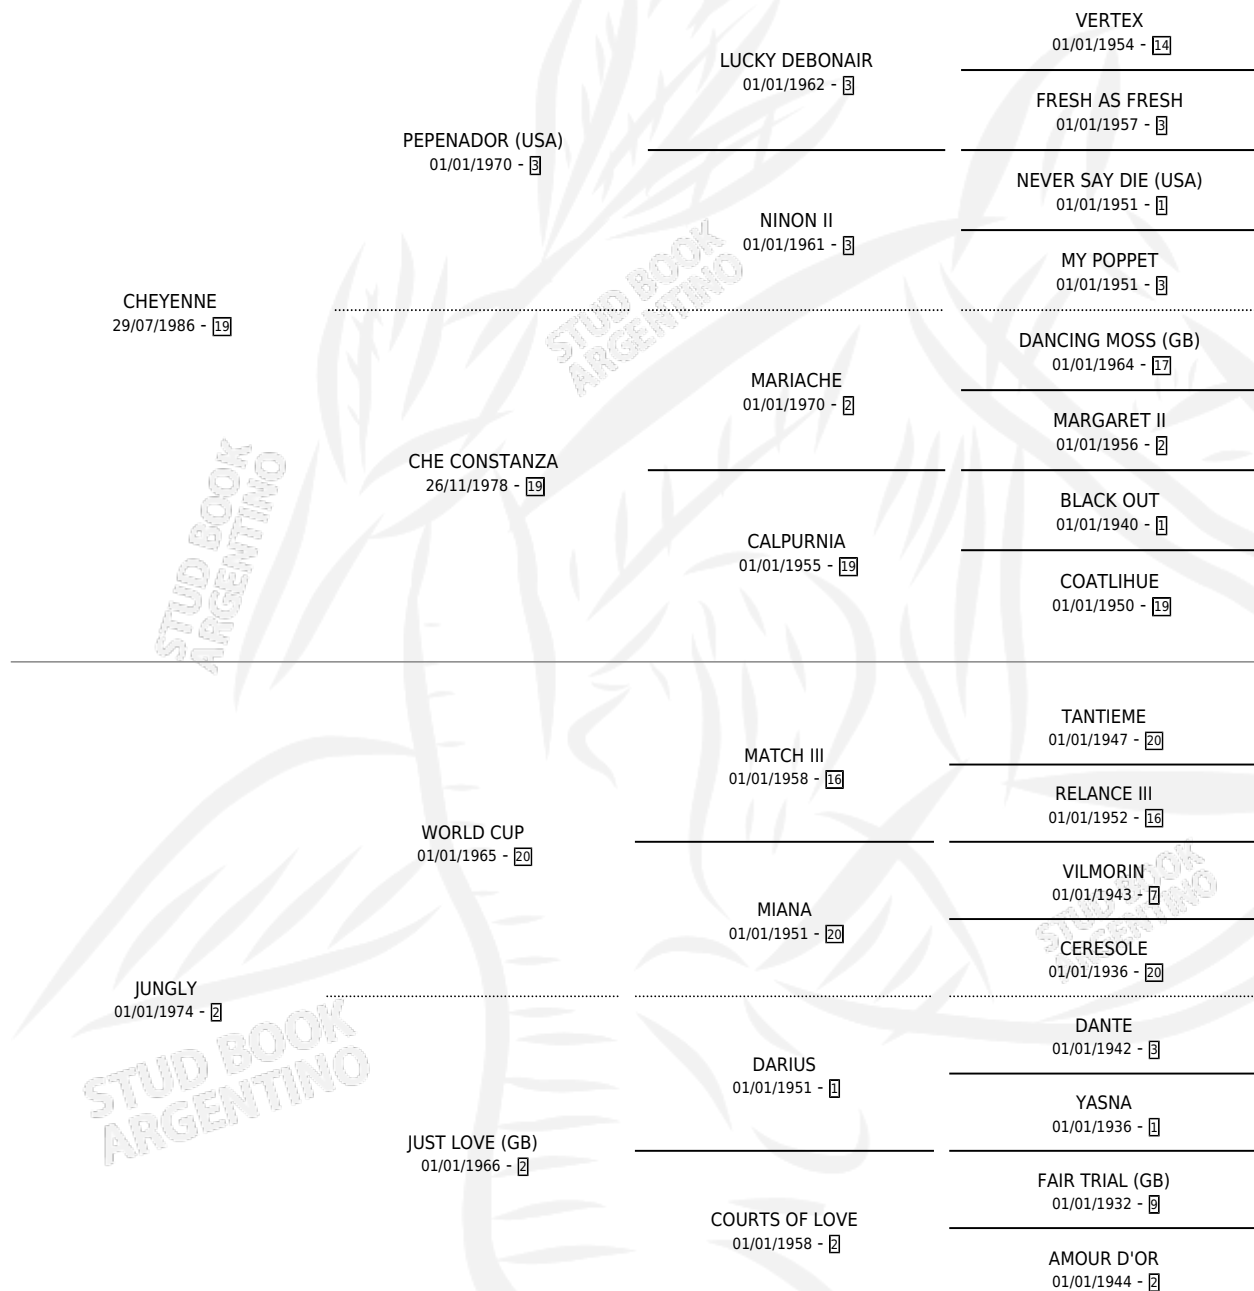 VERTEX
01/01/1954 - 14
LUCKY DEBONAIR
01/01/1962 - 3
FRESH AS FRESH
01/01/1957 - 3
PEPENADOR (USA)
01/01/1970 - 3
NEVER SAY DIE (USA)
01/01/1951 - 1
NINON II
01/01/1961 - 3
MY POPPET
01/01/1951 - 3
CHEYENNE
29/07/1986 - 19
DANCING MOSS (GB)
01/01/1964 - 17
MARIACHE
01/01/1970 - 2
MARGARET II
01/01/1956 - 2
CHE CONSTANZA
26/11/1978 - 19
BLACK OUT
01/01/1940 - 1
CALPURNIA
01/01/1955 - 19
COATLIHUE
01/01/1950 - 19
STUD BOOK
ARGENTINO
STUD BOOK
ARGENTINO
TANTIEME
01/01/1947 - 20
MATCH III
01/01/1958 - 16
RELANCE III
01/01/1952 - 16
WORLD CUP
01/01/1965 - 20
VILMORIN
01/01/1943 - 7
MIANA
01/01/1951 - 20
CERESOLE
01/01/1936 - 20
JUNGLY
01/01/1974 - 2
DANTE
01/01/1942 - 3
DARIUS
01/01/1951 - 1
YASNA
01/01/1936 - 1
JUST LOVE (GB)
01/01/1966 - 2
FAIR TRIAL (GB)
01/01/1932 - 9
COURTS OF LOVE
01/01/1958 - 2
AMOUR D'OR
01/01/1944 - 2
STUD BOOK
ARGENTINO
STUD BOOK
ARGENTINO